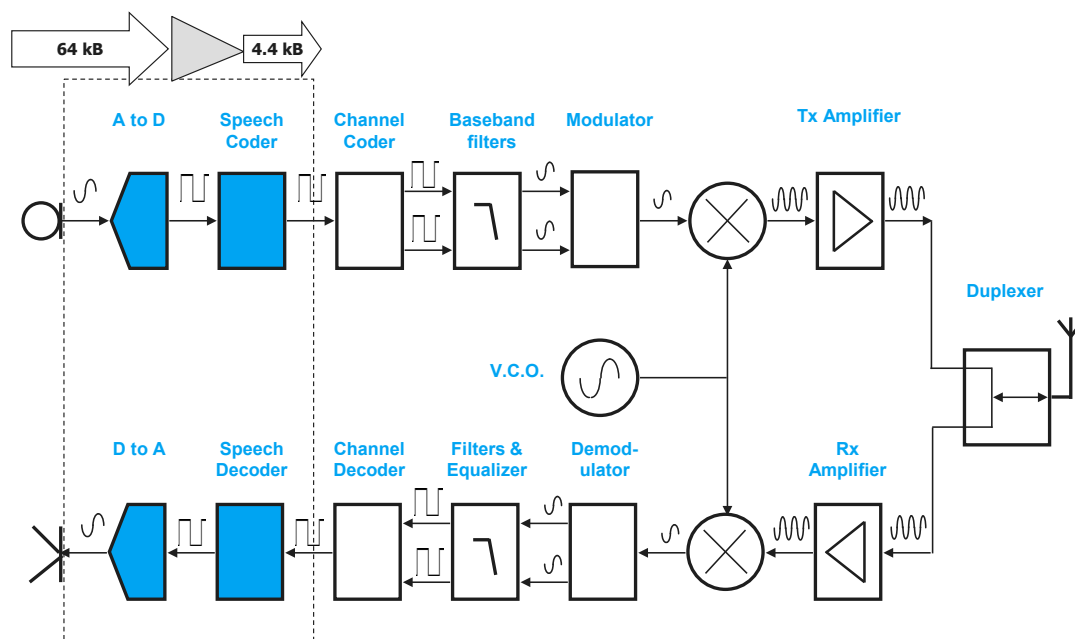 64 kB
4.4 kB
A to D
Speech
Coder
Channel
Coder
Baseband
filters
Modulator
Tx Amplifier
Duplexer
V.C.O.
D to A
Speech
Decoder
Channel
Decoder
Filters &
Equalizer
Demod-
ulator
Rx
Amplifier